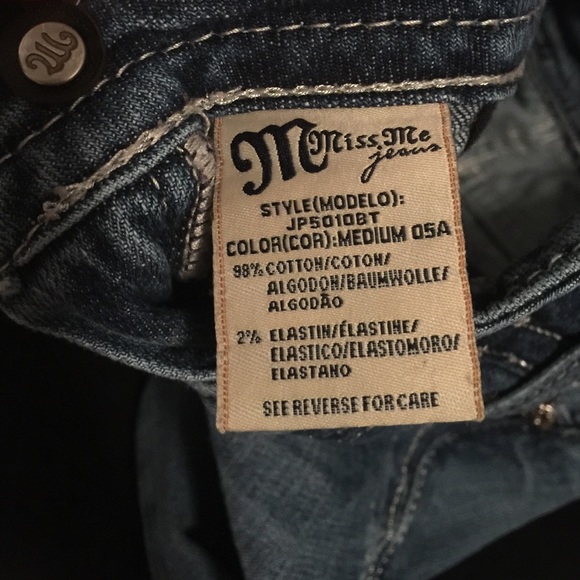 M Miss Me
jeans
STYLE(MODELO):
JP5010BT
COLOR(COR):MEDIUM 05A
98% COTTON/COTON/
ALGODON/BAUMWOLLE/
ALGODÃO
2% ELASTIN/ÉLASTINE/
ELASTICO/ELASTOMORO/
ELASTANO
SEE REVERSE FOR CARE